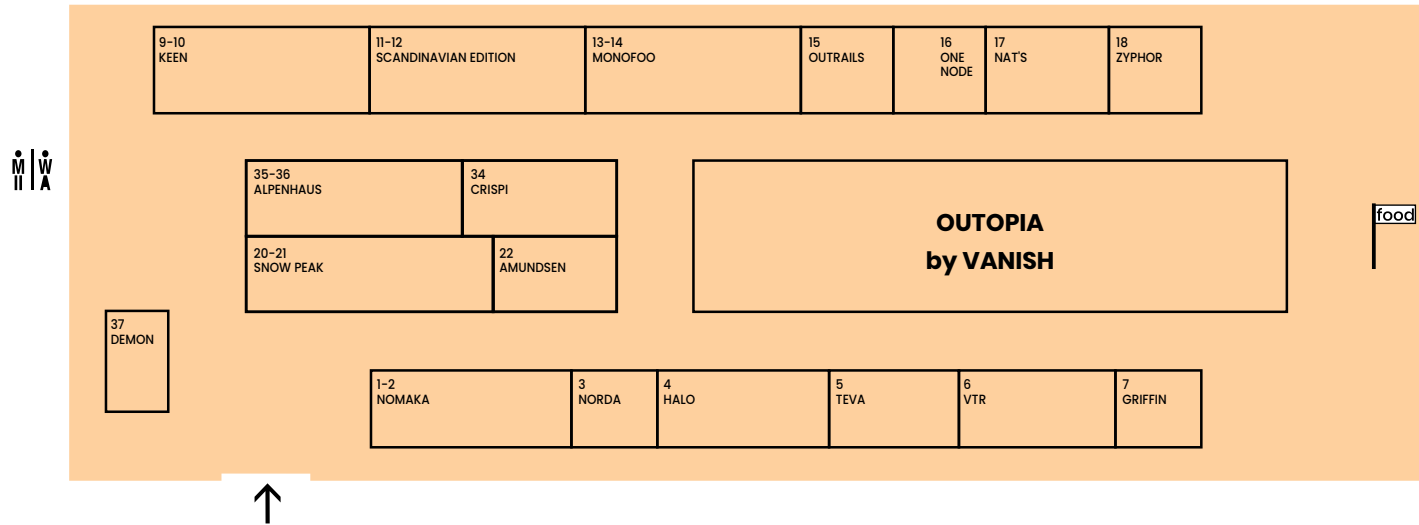 9-10
KEEN
11-12
SCANDINAVIAN EDITION
13-14
MONOFOO
15
OUTRAILS
16
ONE
NODE
17
NAT'S
18
ZYPHOR
M W
II A
35-36
ALPENHAUS
34
CRISPI
20-21
SNOW PEAK
22
AMUNDSEN
OUTOPIA
by VANISH
food
37
DEMON
1-2
NOMAKA
3
NORDA
4
HALO
5
TEVA
6
VTR
7
GRIFFIN